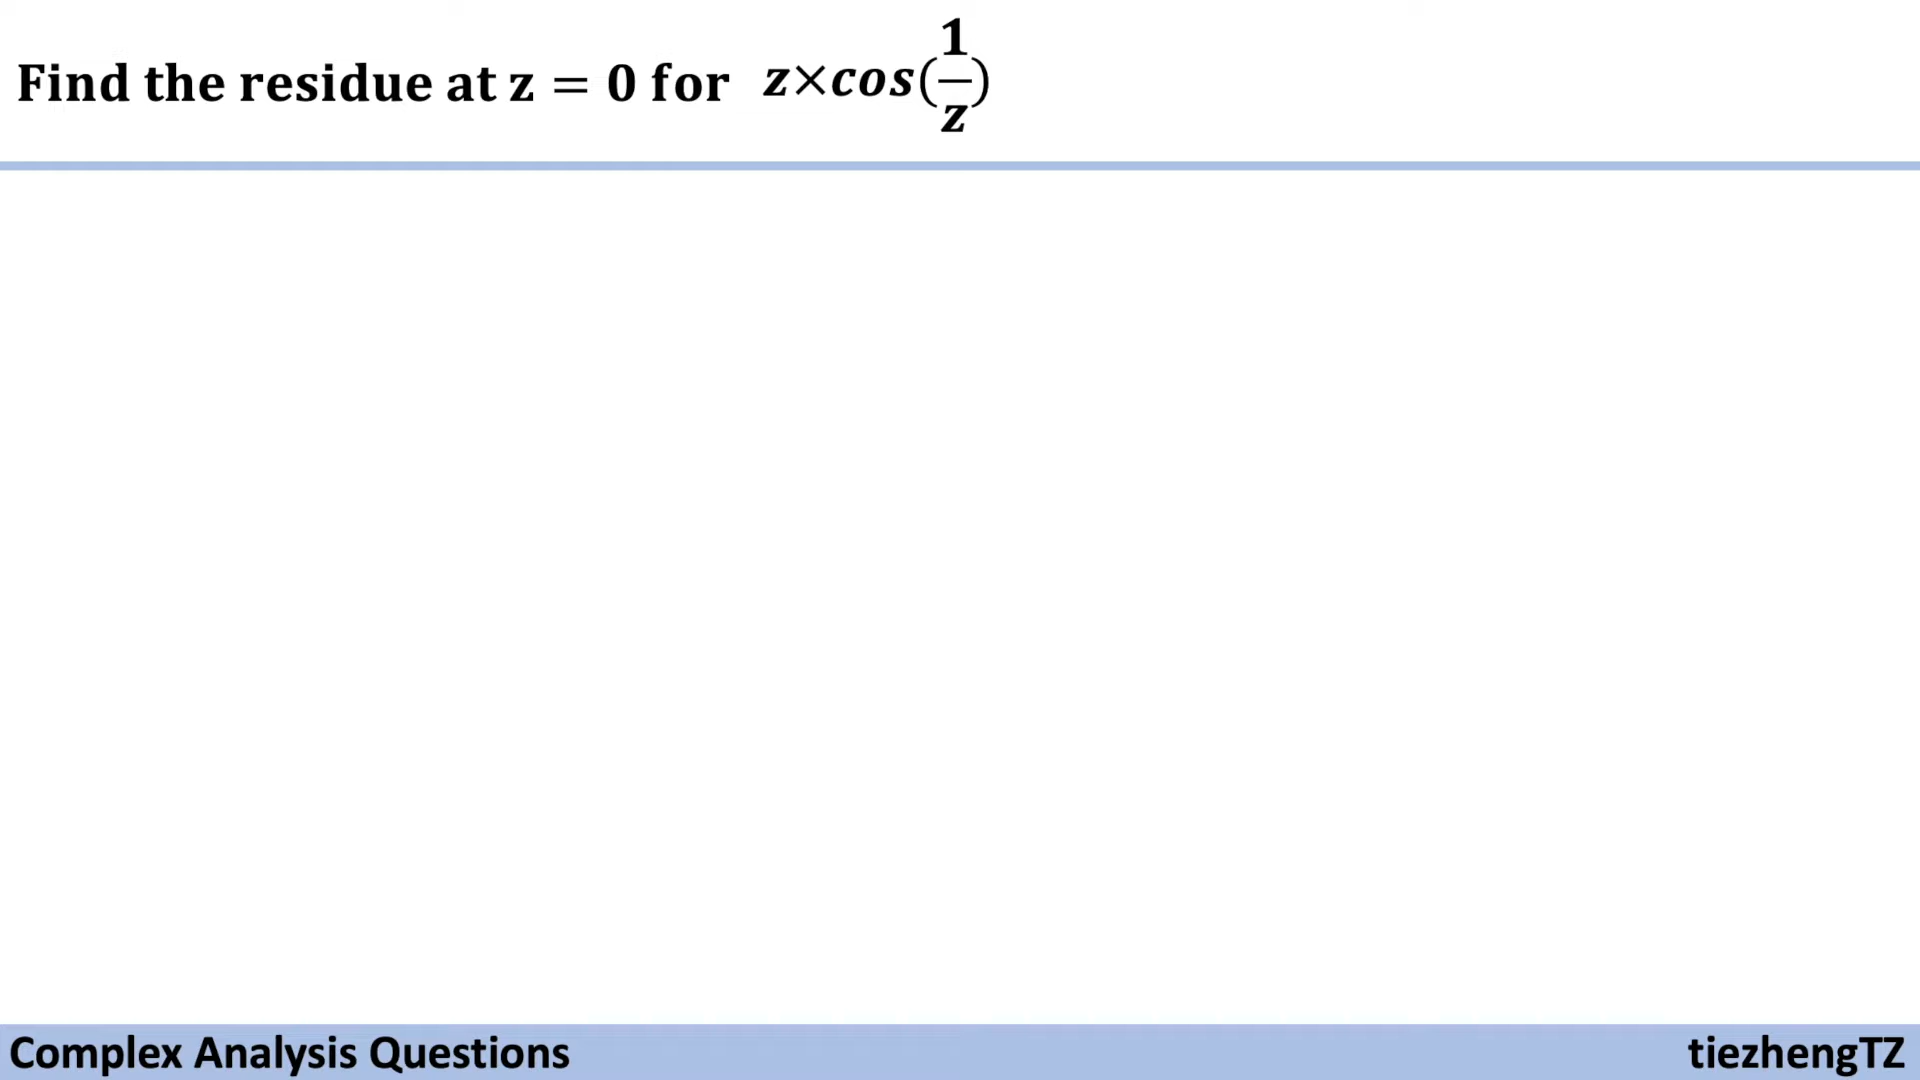 Find the residue at z = 0 for z×cos(1/z)
Complex Analysis Questions
tiezhengTZ